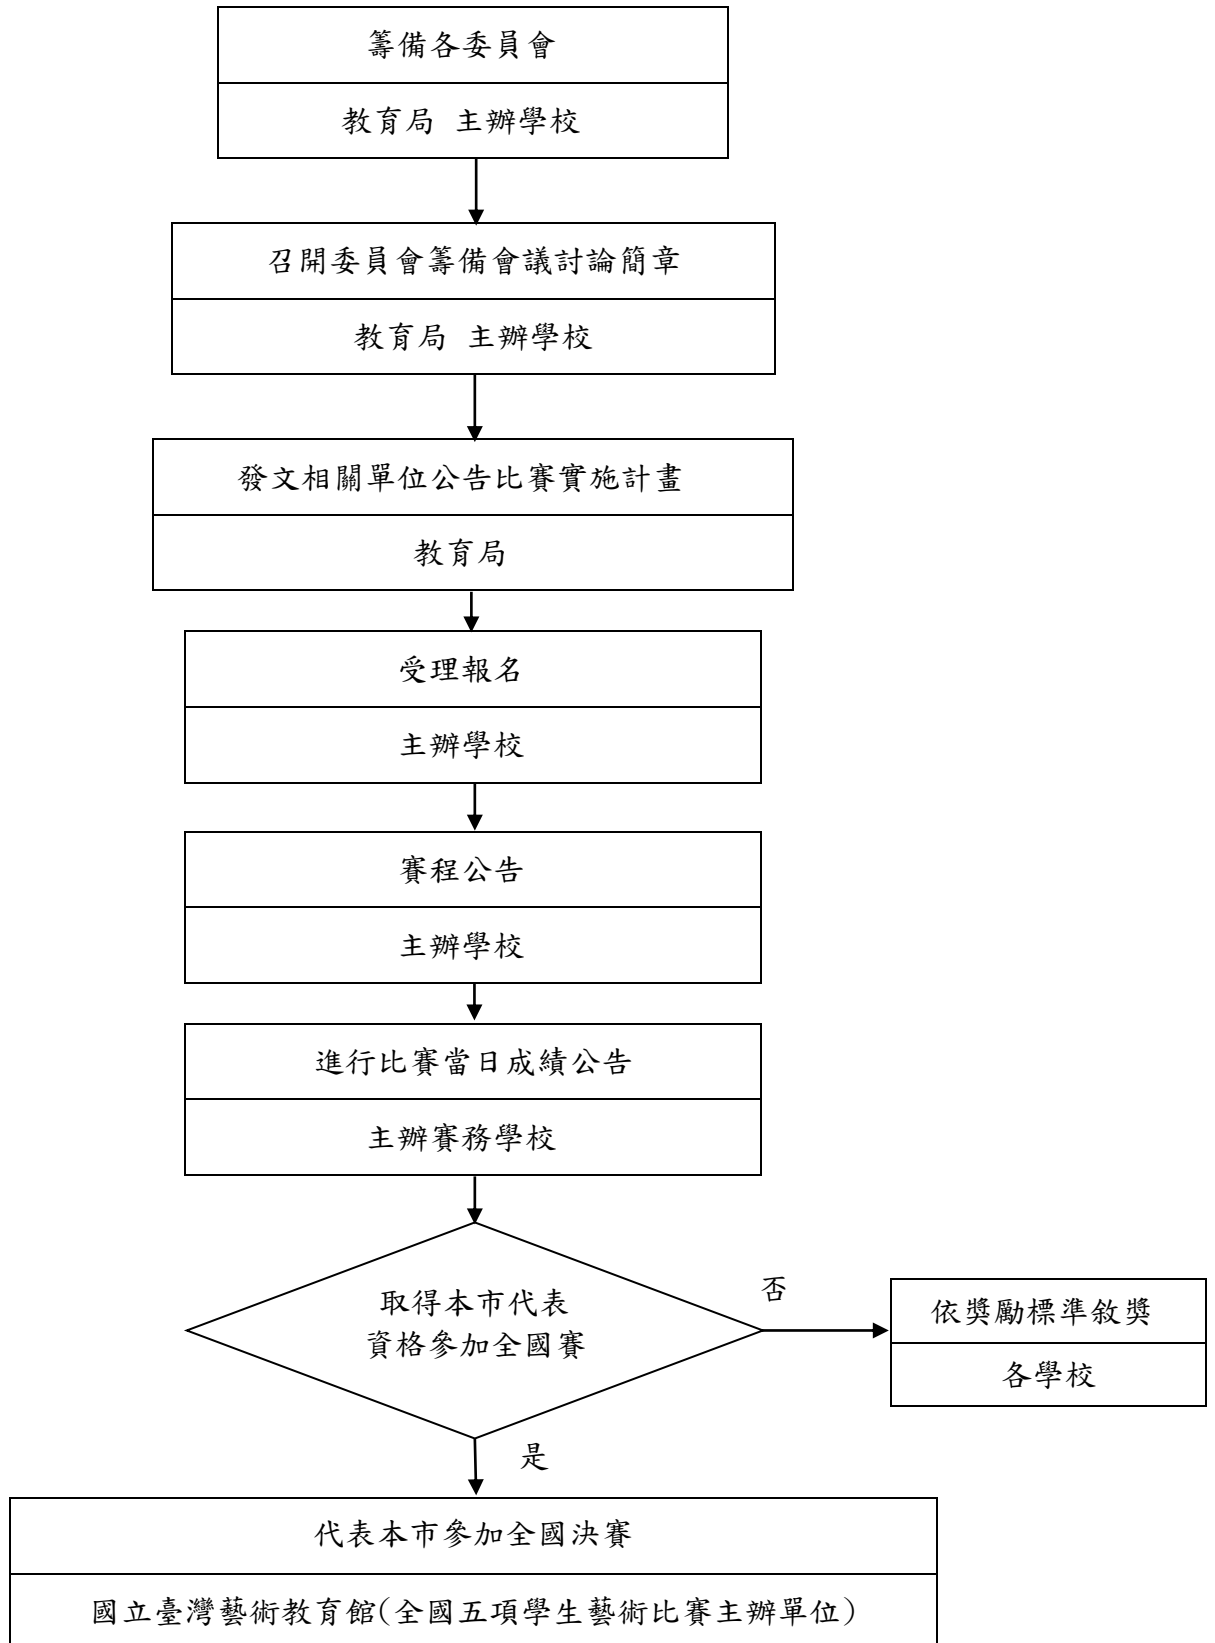 籌備各委員會
教育局 主辦學校
召開委員會籌備會議討論簡章
教育局 主辦學校
發文相關單位公告比賽實施計畫
教育局
受理報名
主辦學校
賽程公告
主辦學校
進行比賽當日成績公告
主辦賽務學校
取得本市代表
資格參加全國賽
否
依獎勵標準敘獎
各學校
是
代表本市參加全國決賽
國立臺灣藝術教育館(全國五項學生藝術比賽主辦單位)